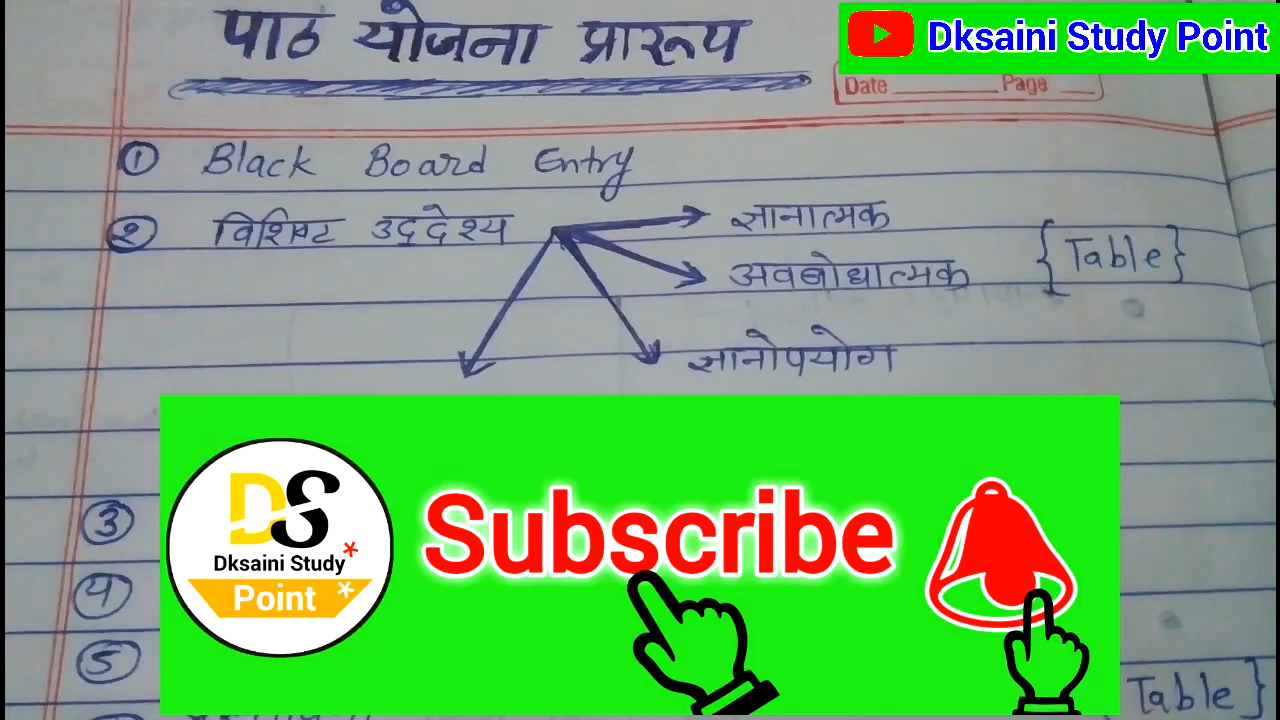 पाठ योजना प्रारूप
Dksaini Study Point
Date Page
① Black Board Entry
② विशिष्ट उद्देश्य
ज्ञानात्मक
अवबोधात्मक
{Table}
ज्ञानोपयोग
③
④
⑤
DS
Dksaini Study
Point
Subscribe
Table}